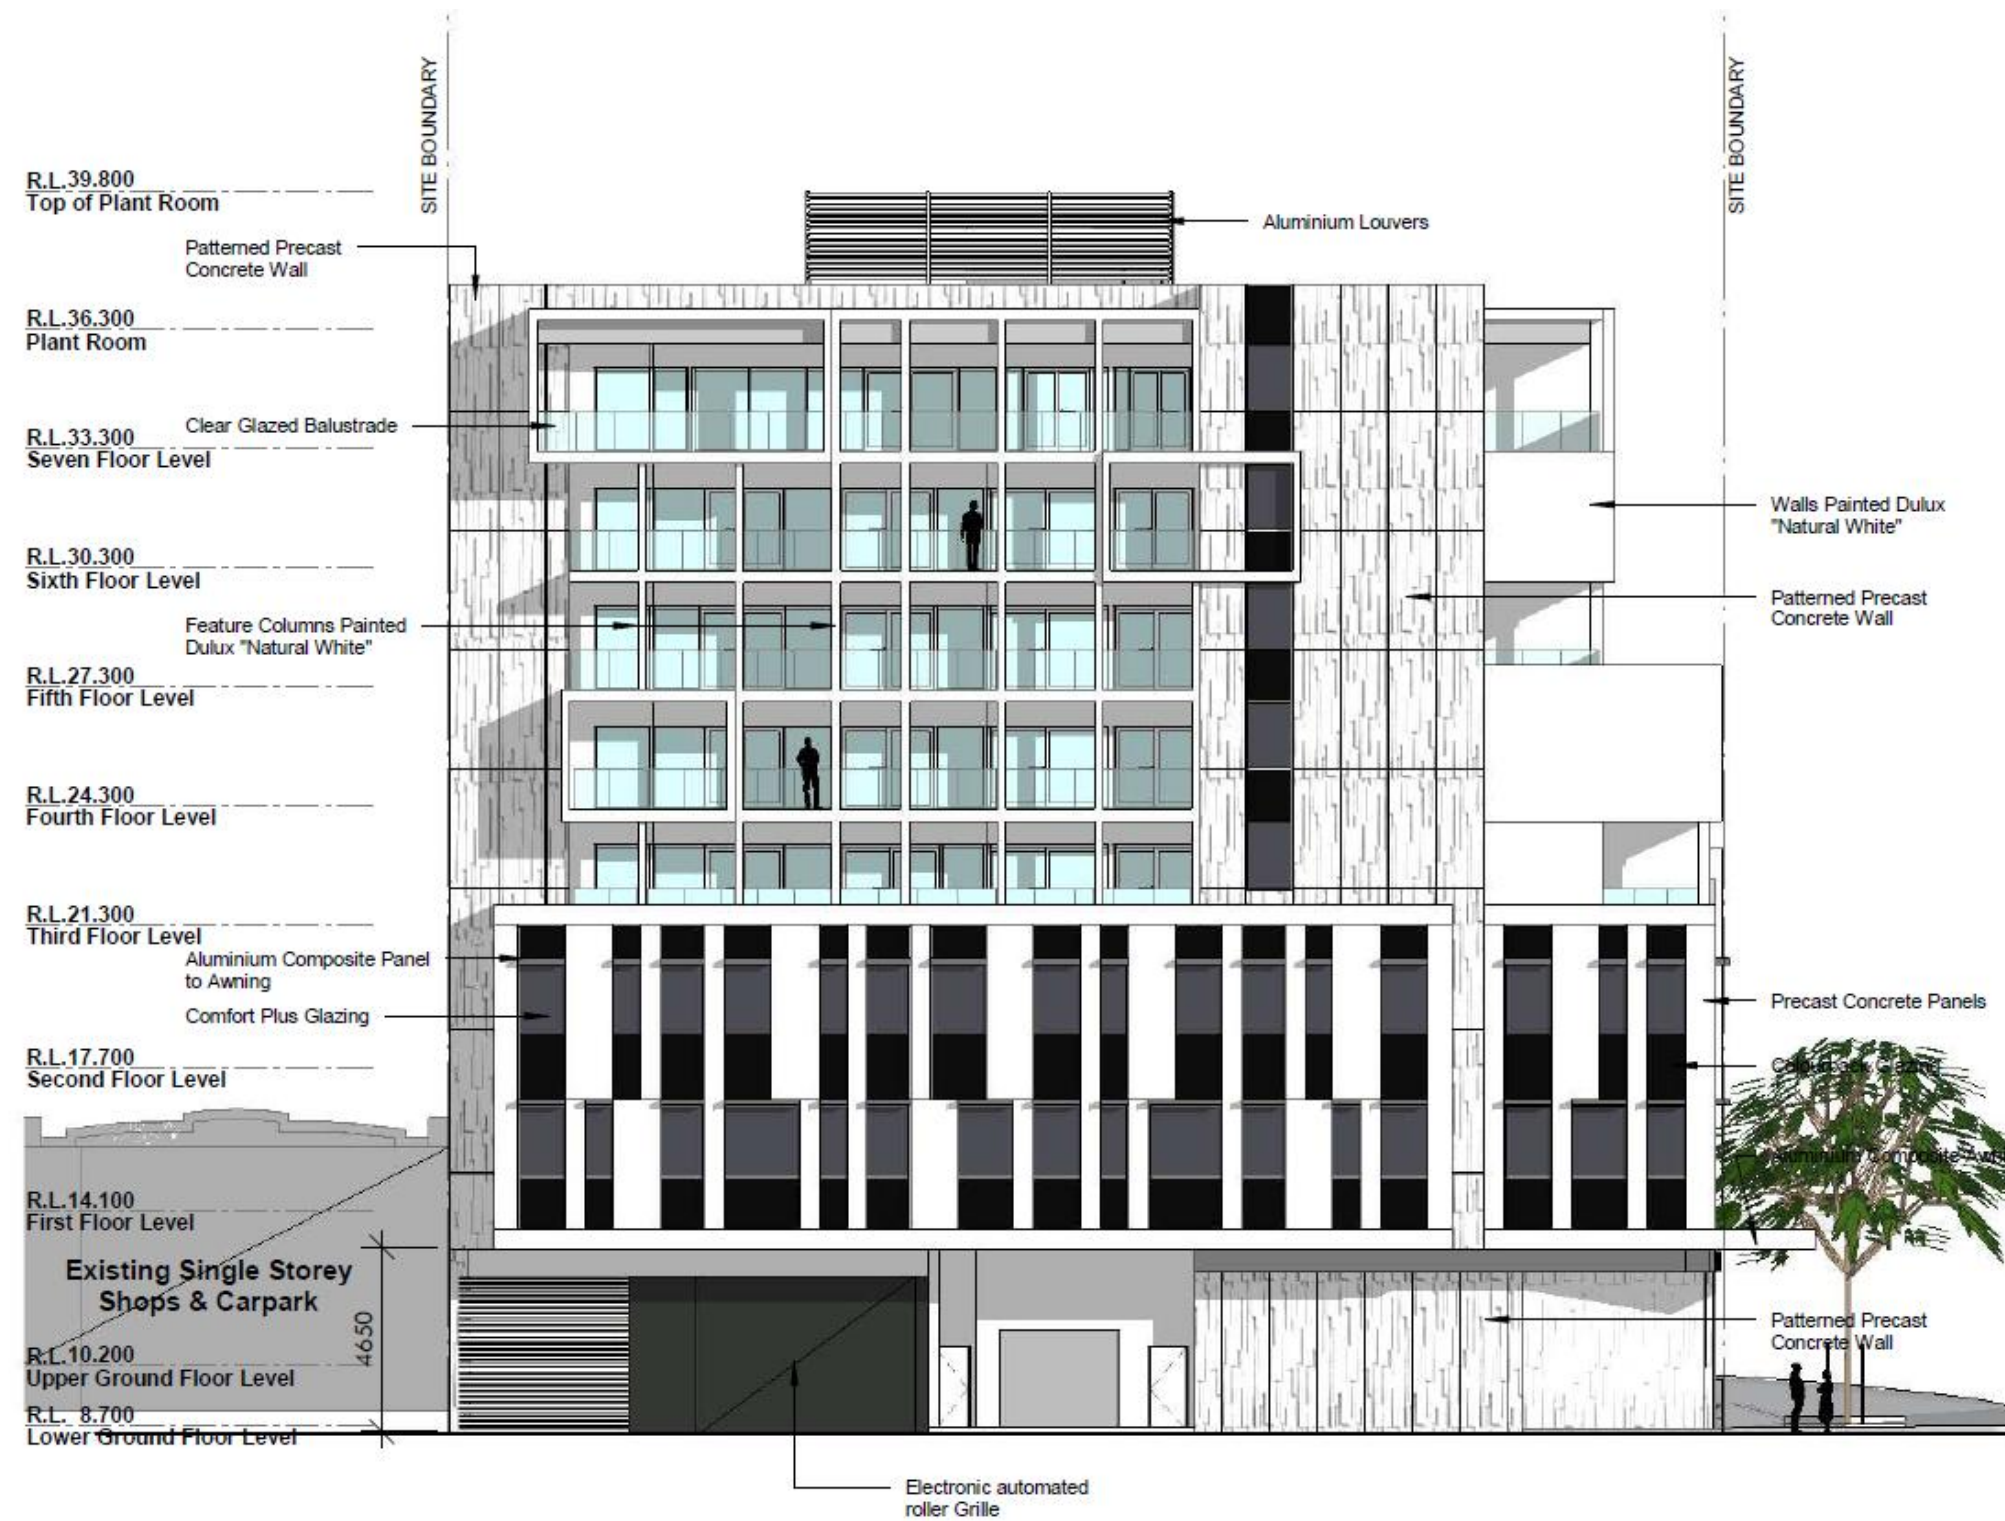 SITE BOUNDARY
SITE BOUNDARY
R.L.39.800
Top of Plant Room
Aluminium Louvers
Patterned Precast
Concrete Wall
R.L.36.300
Plant Room
Clear Glazed Balustrade
R.L.33.300
Seven Floor Level
Walls Painted Dulux
"Natural White"
R.L.30.300
Sixth Floor Level
Patterned Precast
Concrete Wall
Feature Columns Painted
Dulux "Natural White"
R.L.27.300
Fifth Floor Level
R.L.24.300
Fourth Floor Level
R.L.21.300
Third Floor Level
Aluminium Composite Panel
to Awning
Precast Concrete Panels
Comfort Plus Glazing
R.L.17.700
Second Floor Level
Colourback Glazing
Aluminium Composite
R.L.14.100
First Floor Level
Existing Single Storey
Shops & Carpark
4650
Patterned Precast
Concrete Wall
R.L.10.200
Upper Ground Floor Level
R.L. 8.700
Lower Ground Floor Level
Electronic automated
roller Grille